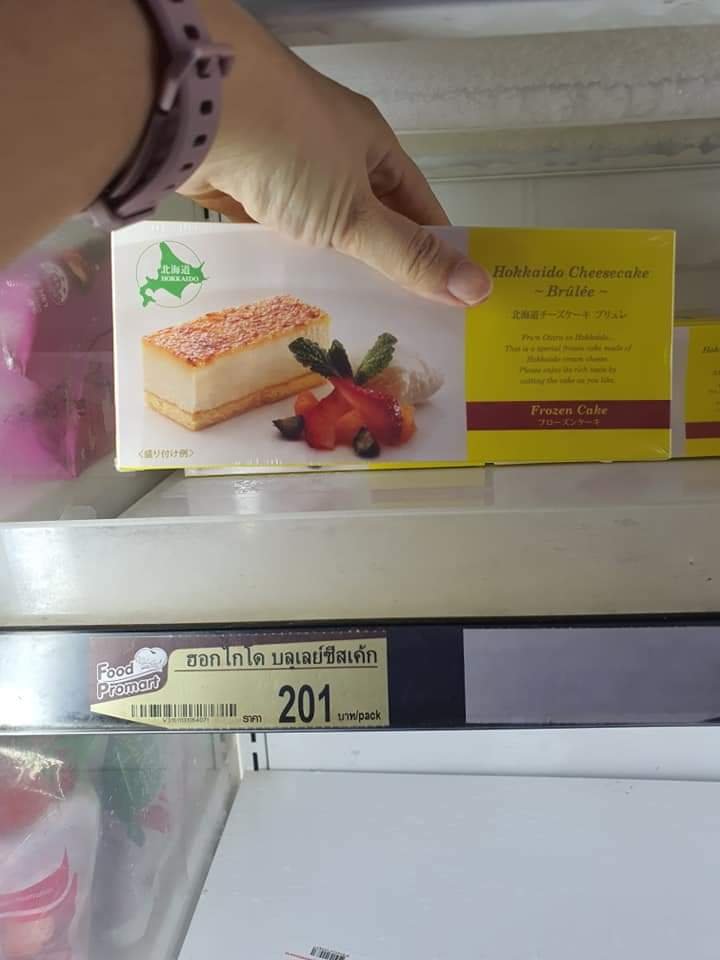 北海道
HOKKAIDO
Hokkaido Cheesecake
~ Brûlée ~
北海道チーズケーキ ブリュレ
From Otaru in Hokkaido...
This is a special frozen cake made of
Hokkaido cream cheese.
Please enjoy its rich taste by
cutting the cake as you like.
Frozen Cake
フローズンケーキ
〈盛り付け例〉
Food
Promart
ฮอกไกโด บลูเลย์ชีสเค้ก
ราคา 201 บาท/pack